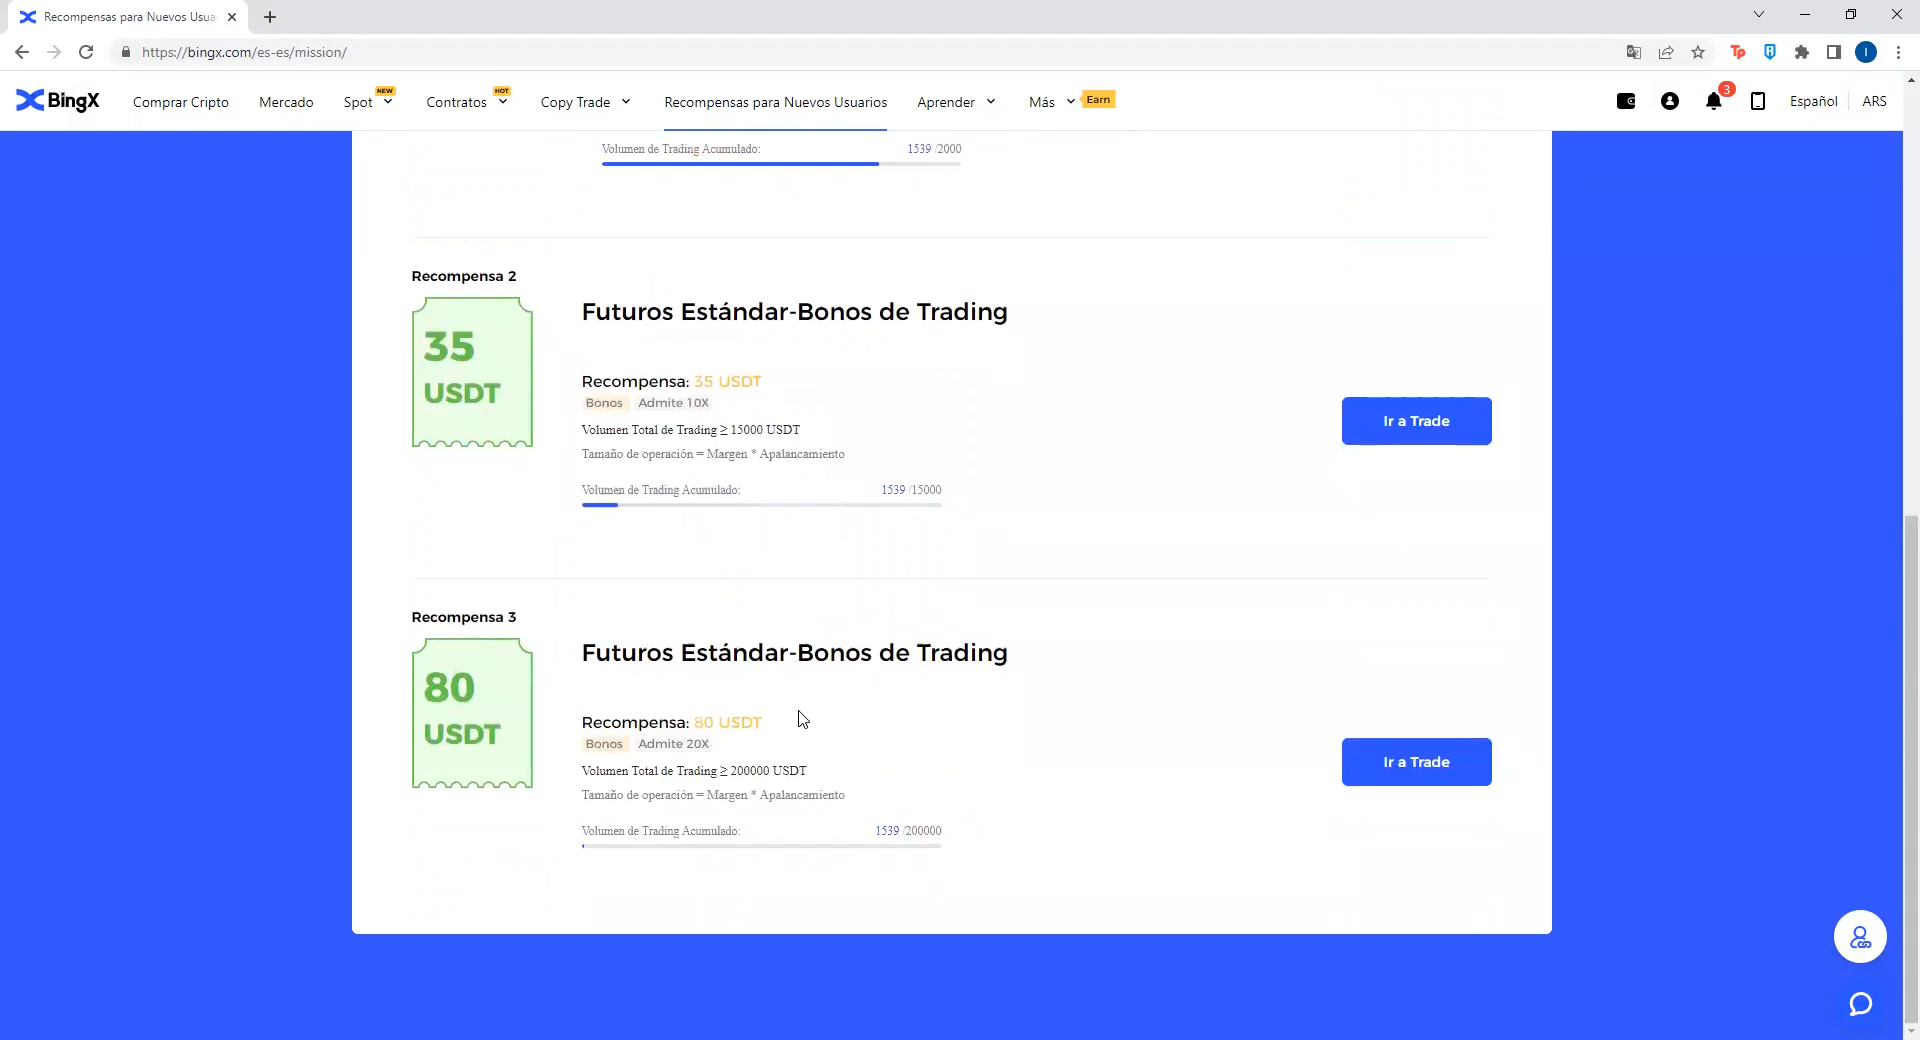 Recompensas para Nuevos Usua
https://bingx.com/es-es/mission/
Tp
I
BingX
Comprar Cripto
Mercado
Spot
NEW
Contratos
HOT
Copy Trade
Recompensas para Nuevos Usuarios
Aprender
Más
Earn
3
Español
ARS
Volumen de Trading Acumulado:
1539 /2000
Recompensa 2
35
USDT
Futuros Estándar-Bonos de Trading
Recompensa: 35 USDT
Bonos Admite 10X
Volumen Total de Trading ≥ 15000 USDT
Tamaño de operación = Margen * Apalancamiento
Volumen de Trading Acumulado:
1539 /15000
Ir a Trade
Recompensa 3
80
USDT
Futuros Estándar-Bonos de Trading
Recompensa: 80 USDT
Bonos Admite 20X
Volumen Total de Trading ≥ 200000 USDT
Tamaño de operación = Margen * Apalancamiento
Volumen de Trading Acumulado:
1539 /200000
Ir a Trade